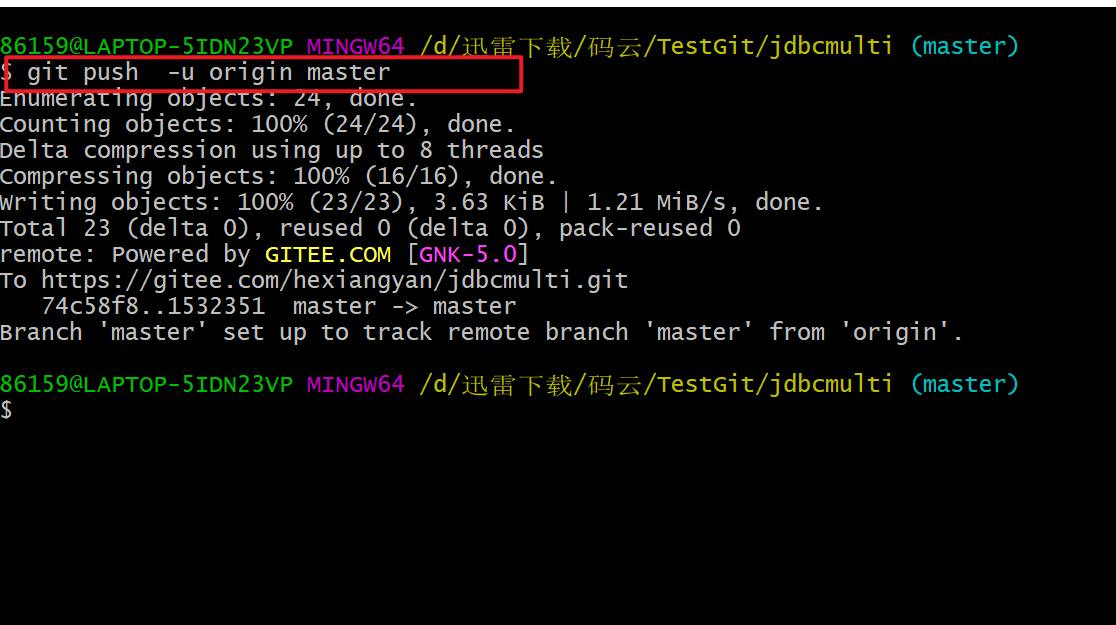 86159@LAPTOP-5IDN23VP MINGW64 /d/迅雷下载/码云/TestGit/jdbcmulti (master)
$ git push  -u origin master
Enumerating objects: 24, done.
Counting objects: 100% (24/24), done.
Delta compression using up to 8 threads
Compressing objects: 100% (16/16), done.
Writing objects: 100% (23/23), 3.63 KiB | 1.21 MiB/s, done.
Total 23 (delta 0), reused 0 (delta 0), pack-reused 0
remote: Powered by GITEE.COM [GNK-5.0]
To https://gitee.com/hexiangyan/jdbcmulti.git
   74c58f8..1532351  master -> master
Branch 'master' set up to track remote branch 'master' from 'origin'.
86159@LAPTOP-5IDN23VP MINGW64 /d/迅雷下载/码云/TestGit/jdbcmulti (master)
$